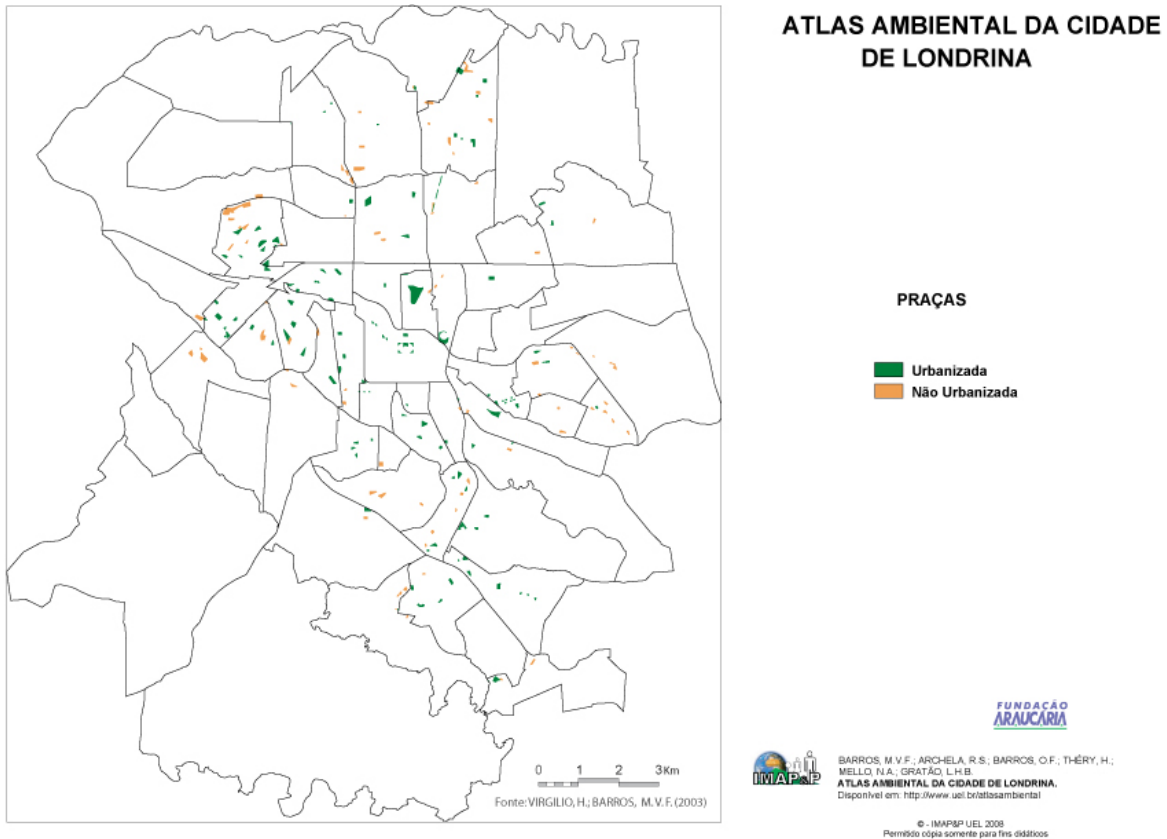 ATLAS AMBIENTAL DA CIDADE
DE LONDRINA
PRAÇAS
Urbanizada
Não Urbanizada
0 1 2 3Km
Fonte: VIRGILIO, H.; BARROS, M.V.F. (2003)
FUNDAÇÃO
ARAUCÁRIA
IMAP&P
BARROS, M.V.F.; ARCHELA, R.S.; BARROS, O.F.; THÉRY, H.;
MELLO, N.A.; GRATÃO, L.H.B.
ATLAS AMBIENTAL DA CIDADE DE LONDRINA.
Disponível em: http://www.uel.br/atlasambiental
© - IMAP&P UEL 2008
Permitido cópia somente para fins didáticos